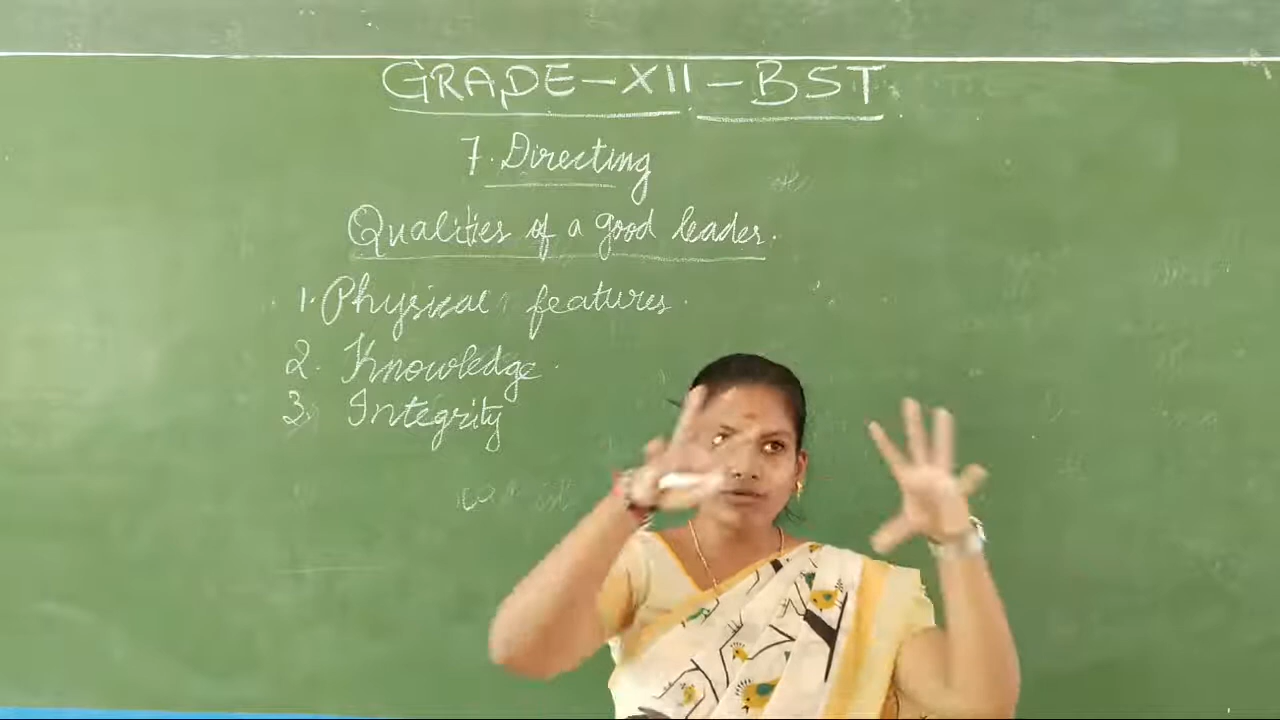 GRADE-XII-BST
7. Directing
Qualities of a good leader.
1. Physical features.
2. Knowledge.
3. Integrity